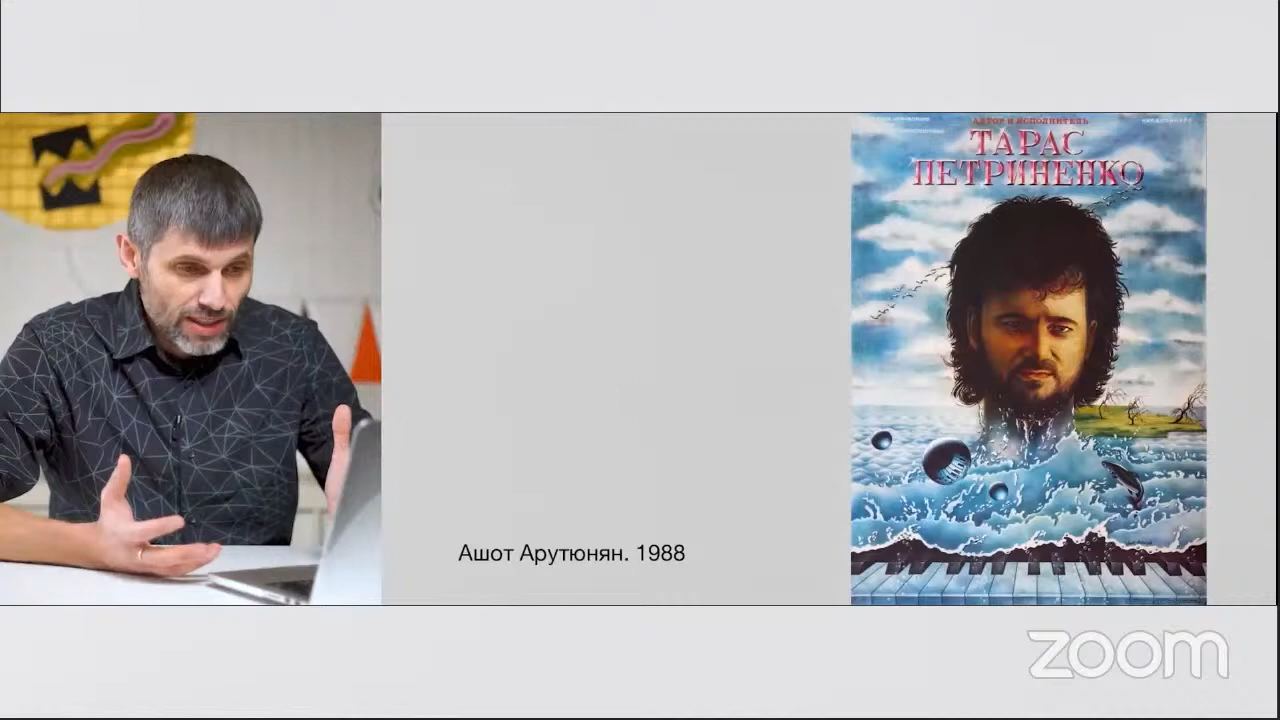 АВТОР И ИСПОЛНИТЕЛЬ
ТАРАС
ПЕТРИНЕНКО
Ашот Арутюнян. 1988
zoom